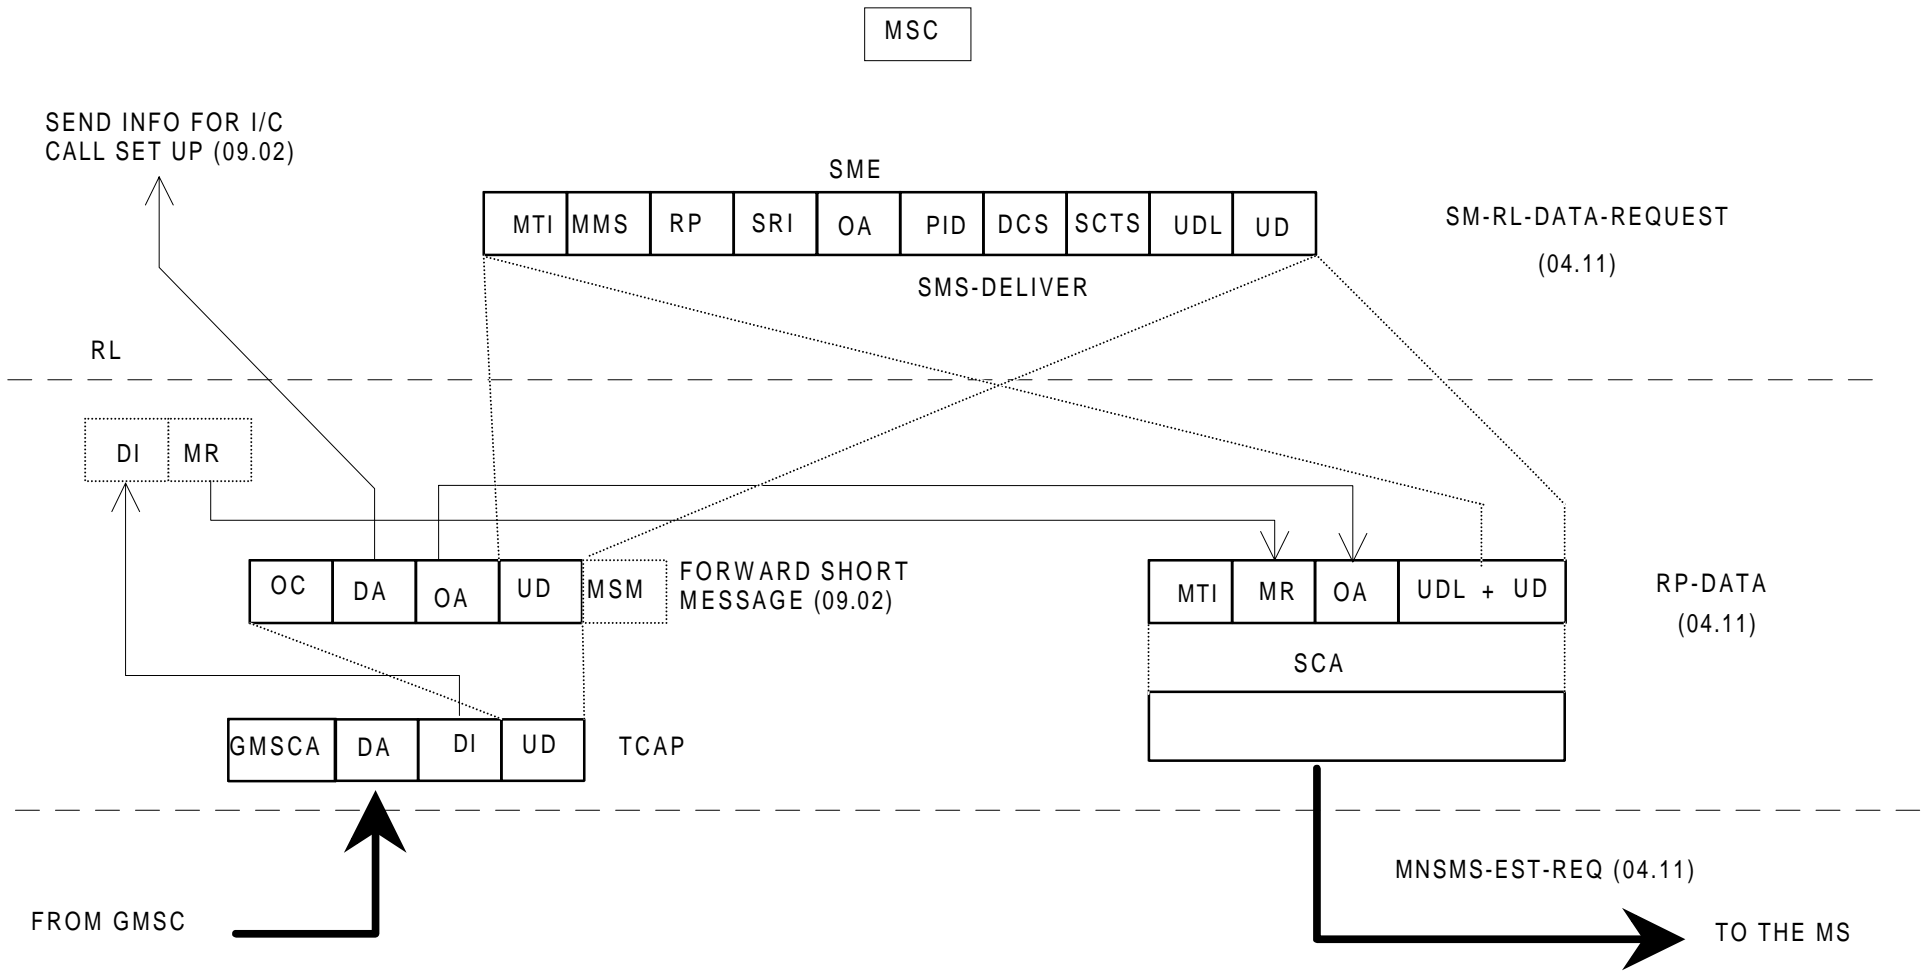 MSC
SEND INFO FOR I/C
CALL SET UP (09.02)
SME
MTI MMS RP SRI OA PID DCS SCTS UDL UD
SM-RL-DATA-REQUEST
(04.11)
SMS-DELIVER
RL
DI MR
OC DA OA UD MSM
FORWARD SHORT
MESSAGE (09.02)
MTI MR OA UDL + UD
RP-DATA
(04.11)
SCA
GMSCA DA DI UD TCAP
MNSMS-EST-REQ (04.11)
FROM GMSC
TO THE MS